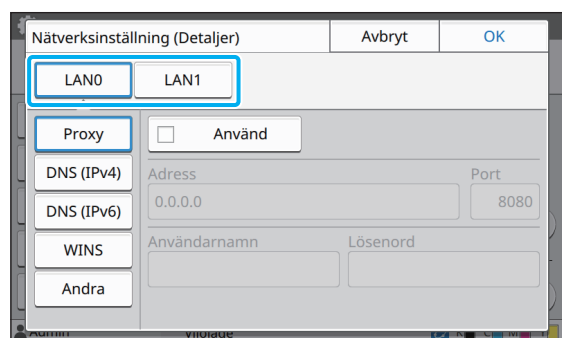 Nätverksinställning (Detaljer)
Avbryt
OK
LAN0
LAN1
Proxy
Använd
DNS (IPv4)
Adress
Port
0.0.0.0
8080
DNS (IPv6)
Användarnamn
Lösenord
WINS
Andra
Admin
Viloläge